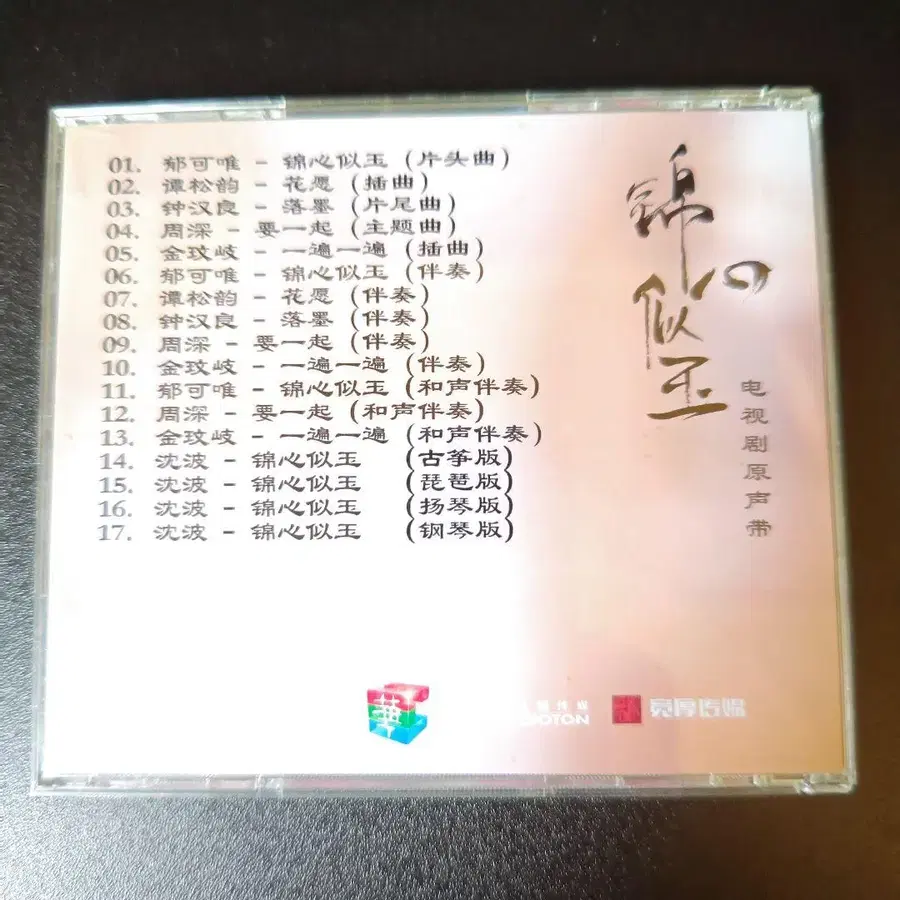 01. 郁可唯 - 锦心似玉 (片头曲)
02. 谭松韵 - 花愿 (插曲)
03. 钟汉良 - 落墨 (片尾曲)
04. 周深 - 要一起 (主题曲)
05. 金玟岐 - 一遍一遍 (插曲)
06. 郁可唯 - 锦心似玉 (伴奏)
07. 谭松韵 - 花愿 (伴奏)
08. 钟汉良 - 落墨 (伴奏)
09. 周深 - 要一起 (伴奏)
10. 金玟岐 - 一遍一遍 (伴奏)
11. 郁可唯 - 锦心似玉 (和声伴奏)
12. 周深 - 要一起 (和声伴奏)
13. 金玟岐 - 一遍一遍 (和声伴奏)
14. 沈波 - 锦心似玉 (古筝版)
15. 沈波 - 锦心似玉 (琵琶版)
16. 沈波 - 锦心似玉 (扬琴版)
17. 沈波 - 锦心似玉 (钢琴版)
锦心似玉
电视剧原声带
華
传媒